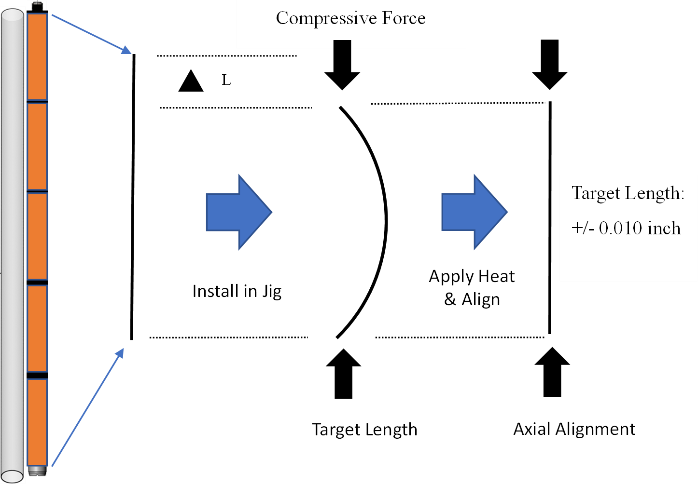 Compressive Force
▲ L
Install in Jig
Apply Heat
& Align
Target Length:
+/- 0.010 inch
Target Length
Axial Alignment